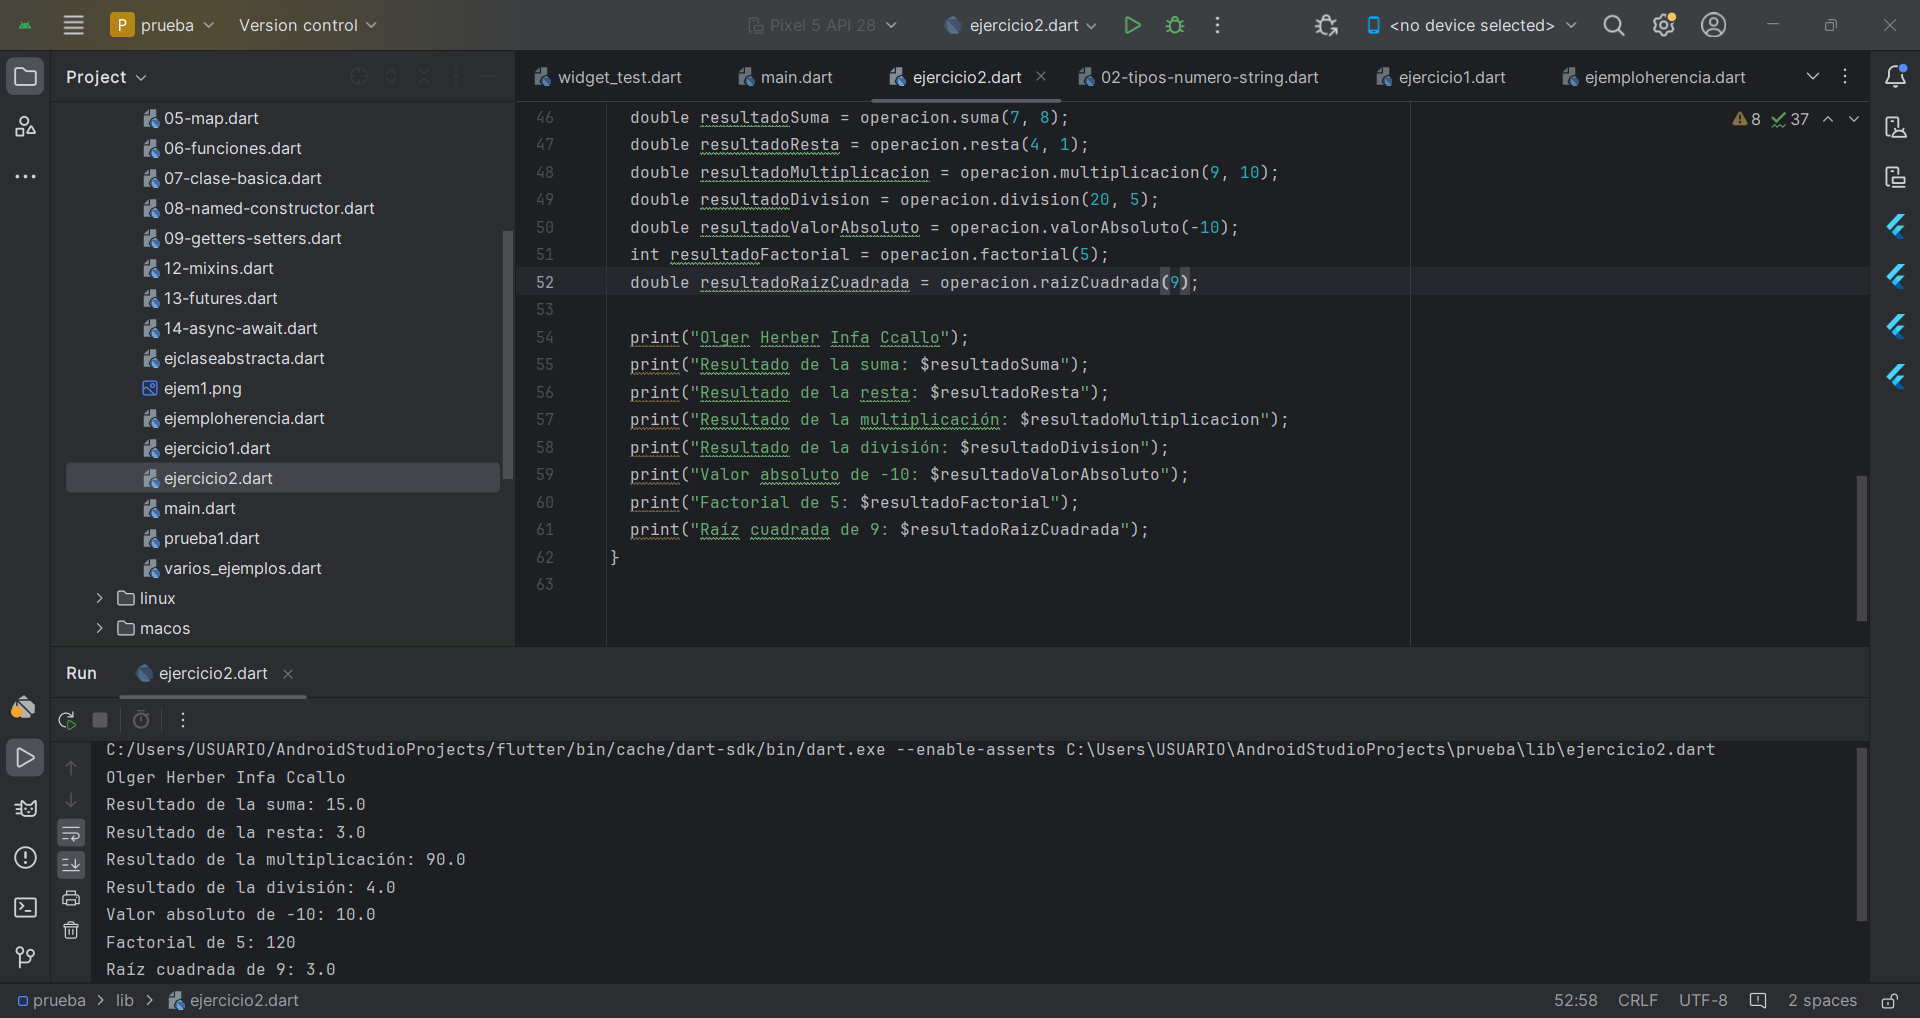 P prueba Version control Pixel 5 API 28 ejercicio2.dart <no device selected>
Project
widget_test.dart main.dart ejercicio2.dart 02-tipos-numero-string.dart ejercicio1.dart ejemploherencia.dart
05-map.dart
06-funciones.dart
07-clase-basica.dart
08-named-constructor.dart
09-getters-setters.dart
12-mixins.dart
13-futures.dart
14-async-await.dart
ejclaseabstracta.dart
ejem1.png
ejemploherencia.dart
ejercicio1.dart
ejercicio2.dart
main.dart
prueba1.dart
varios_ejemplos.dart
linux
macos
8 37
46 double resultadoSuma = operacion.suma(7, 8);
47 double resultadoResta = operacion.resta(4, 1);
48 double resultadoMultiplicacion = operacion.multiplicacion(9, 10);
49 double resultadoDivision = operacion.division(20, 5);
50 double resultadoValorAbsoluto = operacion.valorAbsoluto(-10);
51 int resultadoFactorial = operacion.factorial(5);
52 double resultadoRaizCuadrada = operacion.raizCuadrada(9);
53
54 print("Olger Herber Infa Ccallo");
55 print("Resultado de la suma: $resultadoSuma");
56 print("Resultado de la resta: $resultadoResta");
57 print("Resultado de la multiplicación: $resultadoMultiplicacion");
58 print("Resultado de la división: $resultadoDivision");
59 print("Valor absoluto de -10: $resultadoValorAbsoluto");
60 print("Factorial de 5: $resultadoFactorial");
61 print("Raíz cuadrada de 9: $resultadoRaizCuadrada");
62 }
63
Run ejercicio2.dart
C:/Users/USUARIO/AndroidStudioProjects/flutter/bin/cache/dart-sdk/bin/dart.exe --enable-asserts C:\Users\USUARIO\AndroidStudioProjects\prueba\lib\ejercicio2.dart
Olger Herber Infa Ccallo
Resultado de la suma: 15.0
Resultado de la resta: 3.0
Resultado de la multiplicación: 90.0
Resultado de la división: 4.0
Valor absoluto de -10: 10.0
Factorial de 5: 120
Raíz cuadrada de 9: 3.0
prueba > lib > ejercicio2.dart 52:58 CRLF UTF-8 2 spaces